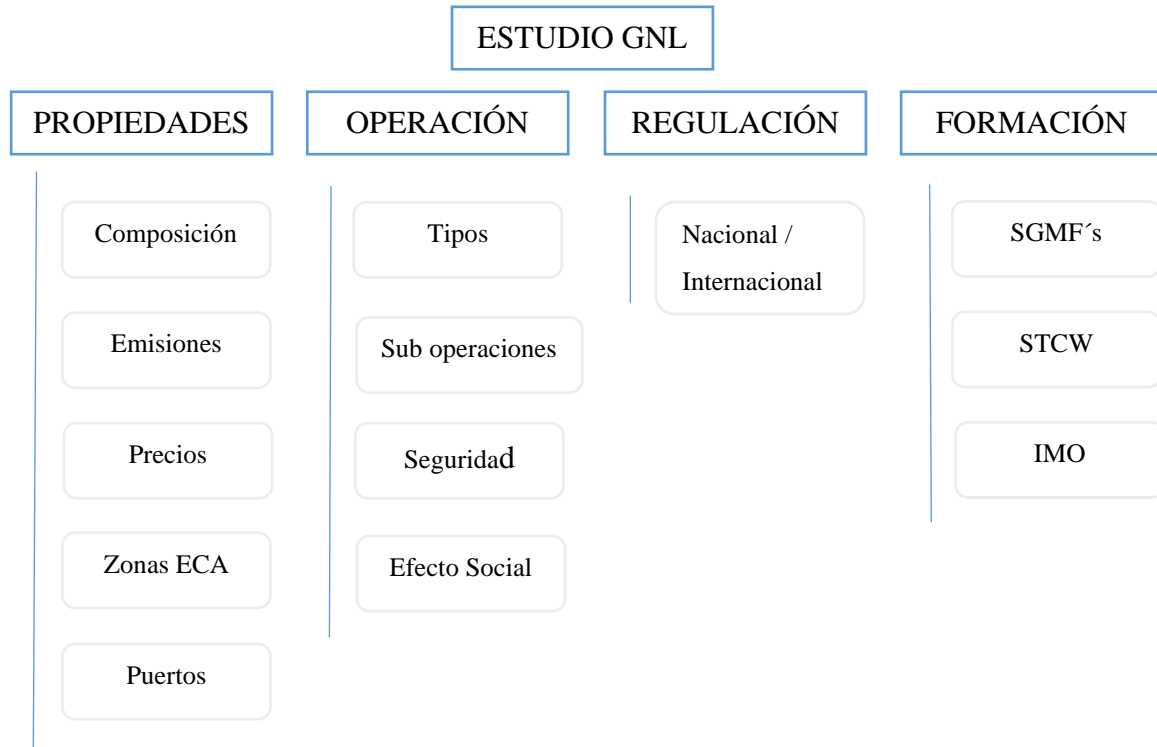 ESTUDIO GNL
PROPIEDADES
Composición
Emisiones
Precios
Zonas ECA
Puertos
OPERACIÓN
Tipos
Sub operaciones
Seguridad
Efecto Social
REGULACIÓN
Nacional /
Internacional
FORMACIÓN
SGMF´s
STCW
IMO